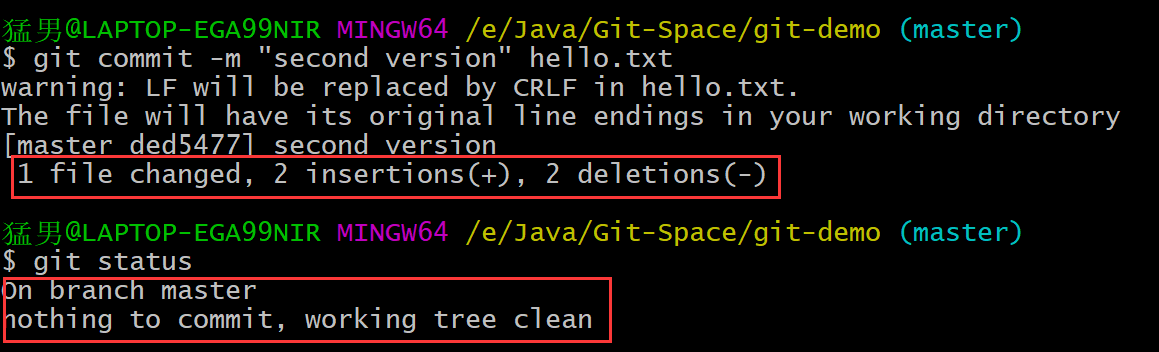 猛男@LAPTOP-EGA99NIR MINGW64 /e/Java/Git-Space/git-demo (master)
$ git commit -m "second version" hello.txt
warning: LF will be replaced by CRLF in hello.txt.
The file will have its original line endings in your working directory
[master ded5477] second version
1 file changed, 2 insertions(+), 2 deletions(-)
猛男@LAPTOP-EGA99NIR MINGW64 /e/Java/Git-Space/git-demo (master)
$ git status
On branch master
nothing to commit, working tree clean